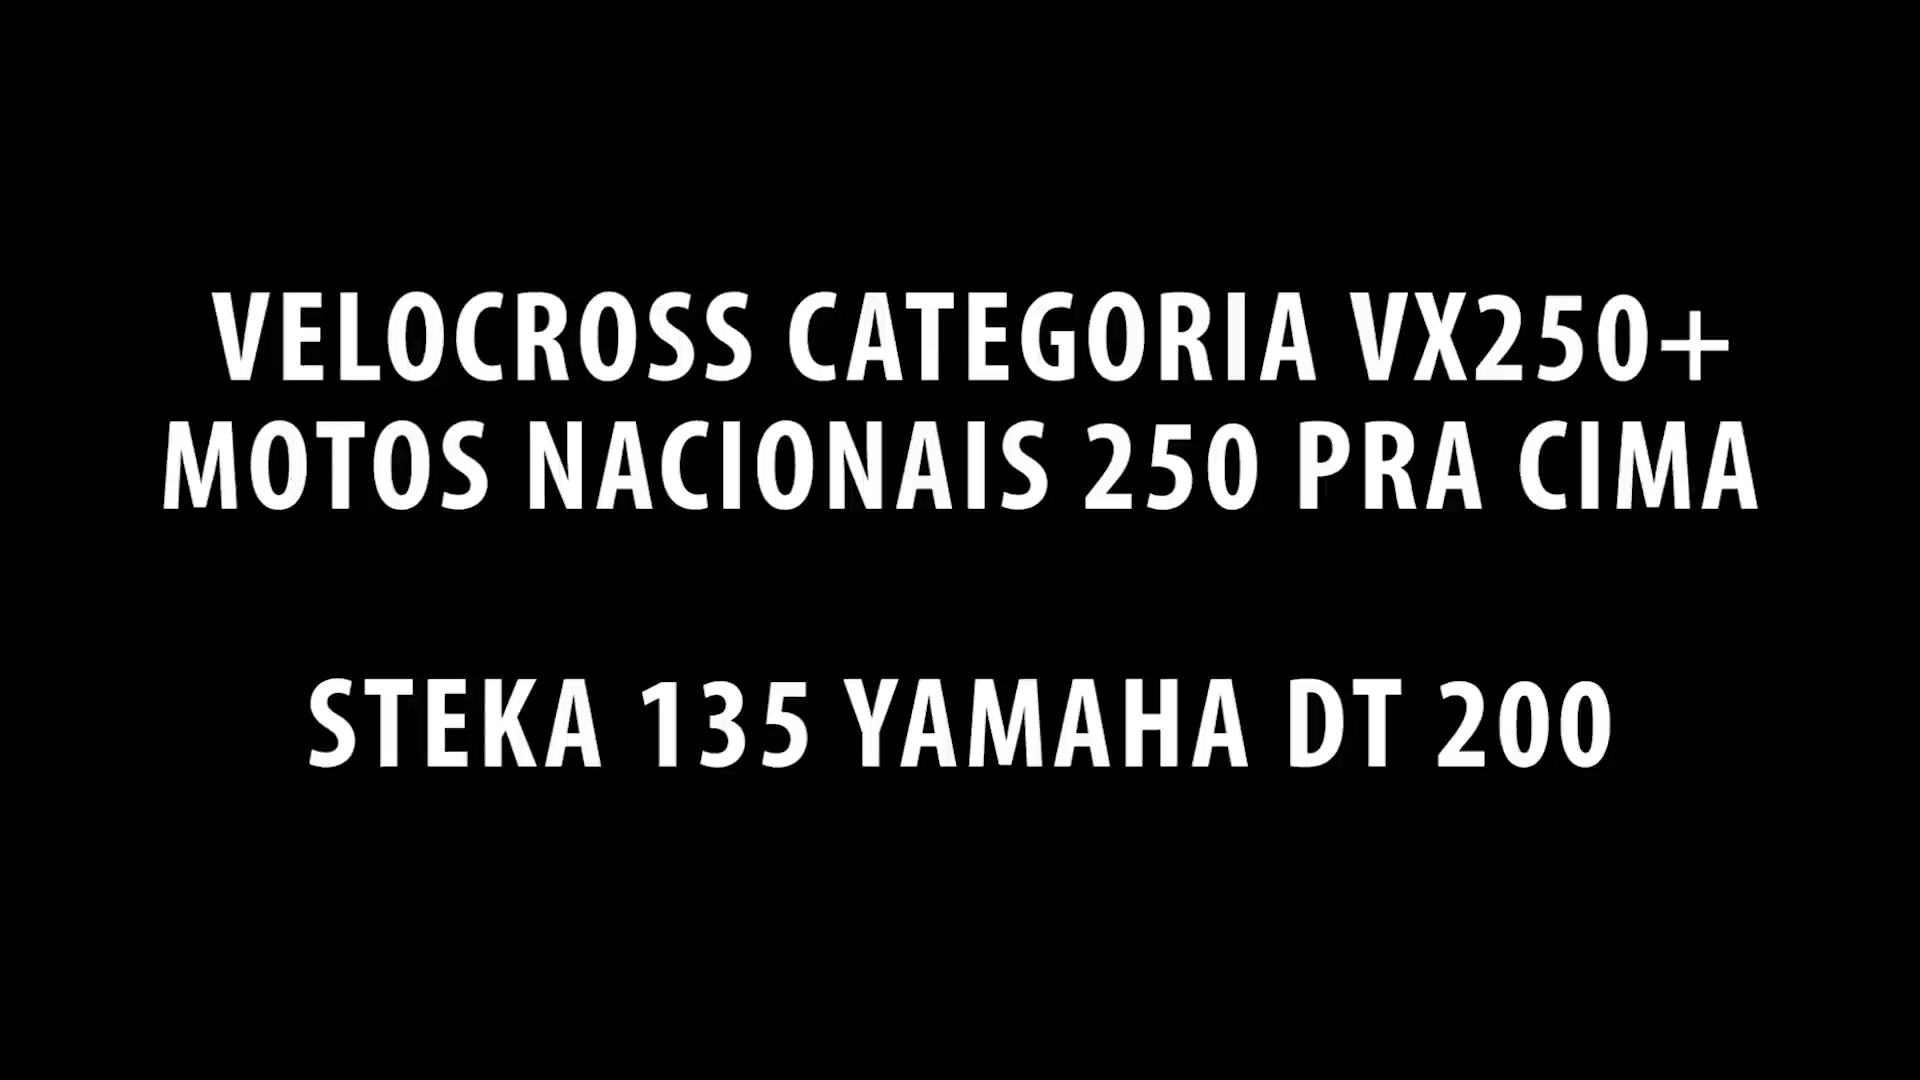 VELOCROSS CATEGORIA VX250+
MOTOS NACIONAIS 250 PRA CIMA
STEKA 135 YAMAHA DT 200